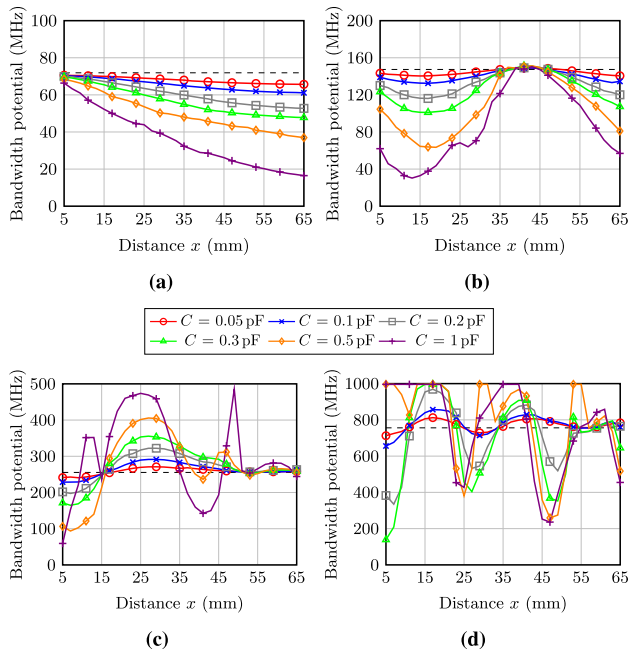 Bandwidth potential (MHz)
100
80
60
40
20
0
5 15 25 35 45 55 65
Distance x (mm)
(a)
Bandwidth potential (MHz)
200
160
120
80
40
0
5 15 25 35 45 55 65
Distance x (mm)
(b)
C = 0.05 pF C = 0.1 pF C = 0.2 pF
C = 0.3 pF C = 0.5 pF C = 1 pF
Bandwidth potential (MHz)
500
400
300
200
100
0
5 15 25 35 45 55 65
Distance x (mm)
(c)
Bandwidth potential (MHz)
1000
800
600
400
200
0
5 15 25 35 45 55 65
Distance x (mm)
(d)